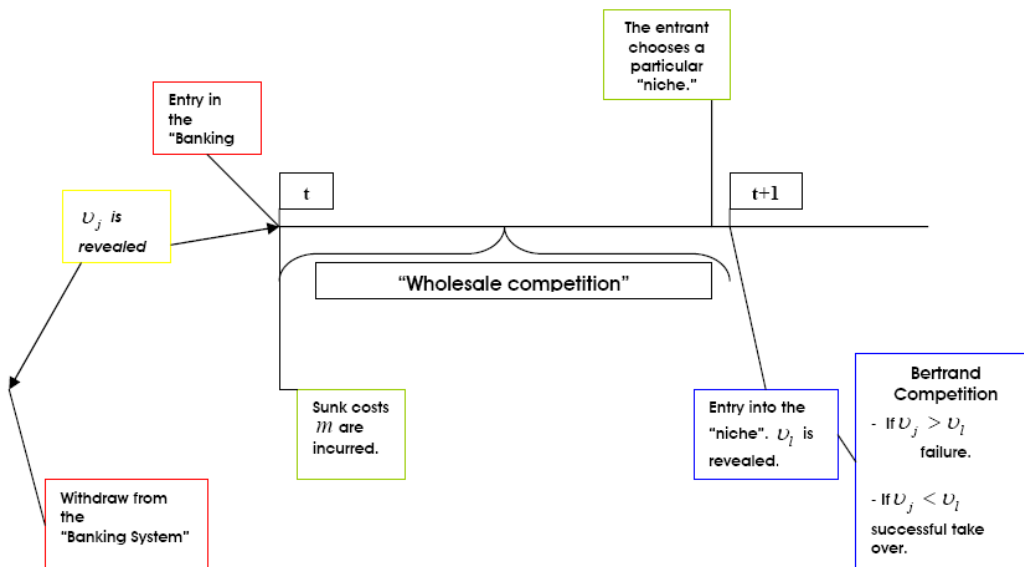 The entrant
chooses a
particular
“niche.”
Entry in
the
“Banking
t
t+1
υj is
revealed
“Wholesale competition”
Sunk costs
m are
incurred.
Entry into the
“niche”. υl is
revealed.
Bertrand
Competition
- If υj > υl
failure.
- If υj < υl
successful take
over.
Withdraw from
the
“Banking System”